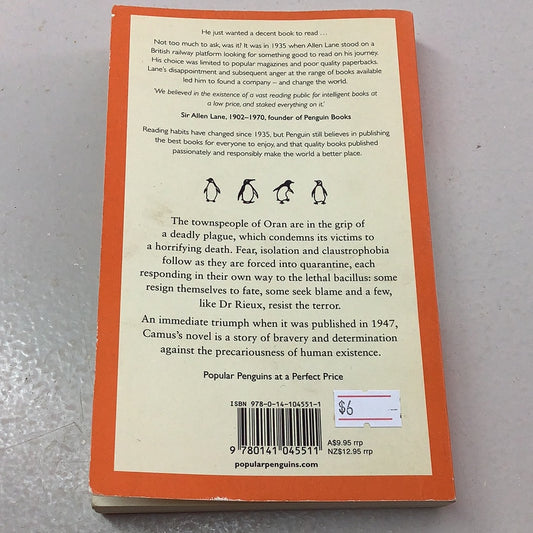 He just wanted a decent book to read ...
Not too much to ask, was it? It was in 1935 when Allen Lane stood on a
British railway platform looking for something good to read on his journey.
His choice was limited to popular magazines and poor quality paperbacks.
Lane's disappointment and subsequent anger at the range of books available
led him to found a company – and change the world.
'We believed in the existence of a vast reading public for intelligent books at
a low price, and staked everything on it.'
Sir Allen Lane, 1902–1970, founder of Penguin Books
Reading habits have changed since 1935, but Penguin still believes in publishing
the best books for everyone to enjoy, and that quality books published
passionately and responsibly make the world a better place.
The townspeople of Oran are in the grip of
a deadly plague, which condemns its victims to
a horrifying death. Fear, isolation and claustrophobia
follow as they are forced into quarantine, each
responding in their own way to the lethal bacillus: some
resign themselves to fate, some seek blame and a few,
like Dr Rieux, resist the terror.
An immediate triumph when it was published in 1947,
Camus's novel is a story of bravery and determination
against the precariousness of human existence.
Popular Penguins at a Perfect Price
ISBN 978-0-14-104551-1
$6 –
9 780141 045511
A$9.95 rrp
NZ$12.95 rrp
popularpenguins.com